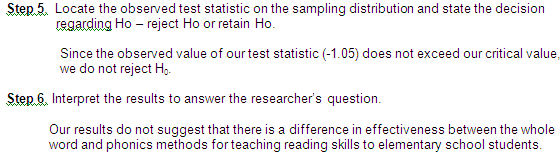 Step 5. Locate the observed test statistic on the sampling distribution and state the decision
regarding Ho – reject Ho or retain Ho.
Since the observed value of our test statistic (-1.05) does not exceed our critical value,
we do not reject H₀.
Step 6. Interpret the results to answer the researcher's question.
Our results do not suggest that there is a difference in effectiveness between the whole
word and phonics methods for teaching reading skills to elementary school students.